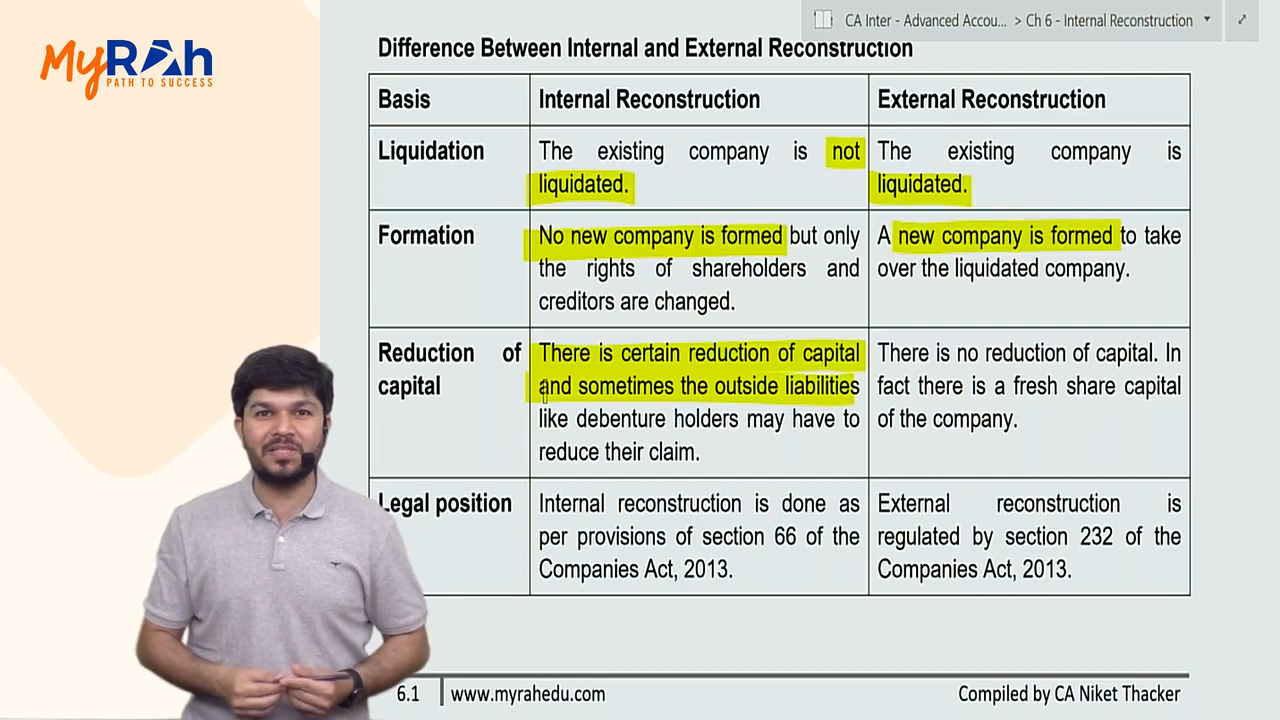 MyRAh
PATH TO SUCCESS
CA Inter - Advanced Accou... > Ch 6 - Internal Reconstruction
Difference Between Internal and External Reconstruction
Basis
Internal Reconstruction
External Reconstruction
Liquidation
The existing company is not
liquidated.
The existing company is
liquidated.
Formation
No new company is formed but only
the rights of shareholders and
creditors are changed.
A new company is formed to take
over the liquidated company.
Reduction of
capital
There is certain reduction of capital
and sometimes the outside liabilities
like debenture holders may have to
reduce their claim.
There is no reduction of capital. In
fact there is a fresh share capital
of the company.
Legal position
Internal reconstruction is done as
per provisions of section 66 of the
Companies Act, 2013.
External reconstruction is
regulated by section 232 of the
Companies Act, 2013.
6.1
www.myrahedu.com
Compiled by CA Niket Thacker